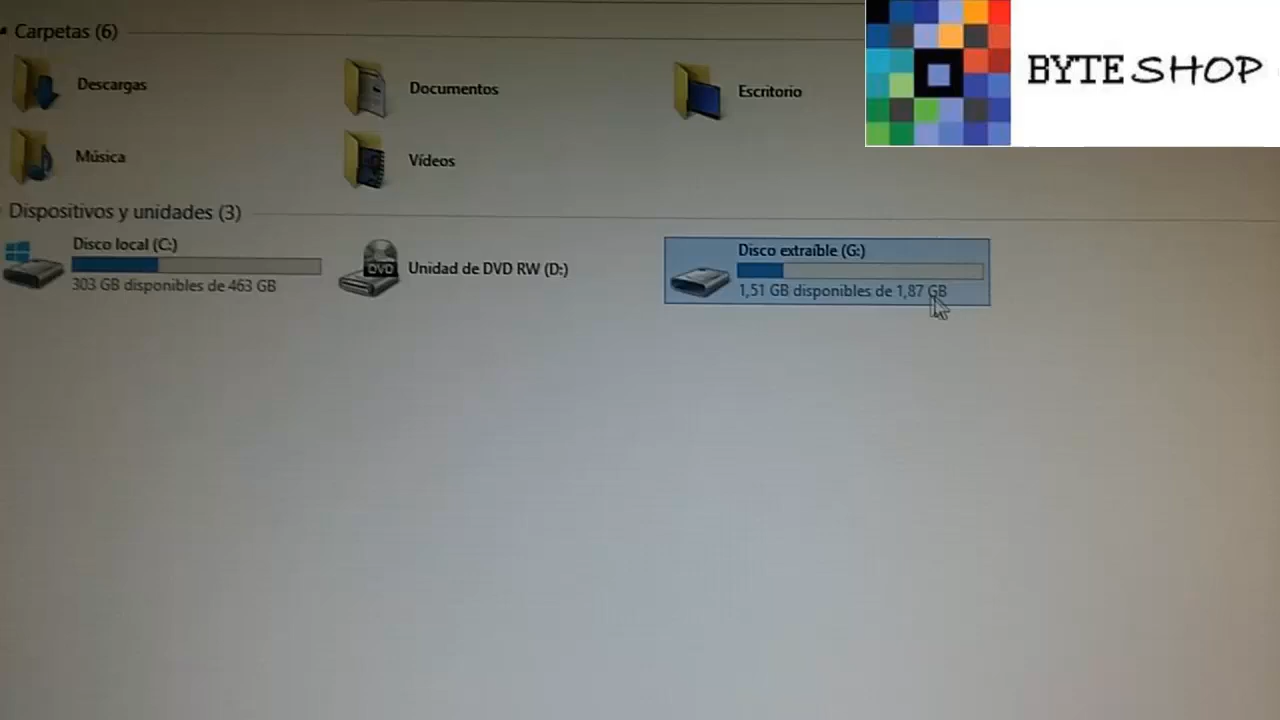 Carpetas (6)
Descargas
Documentos
Escritorio
Música
Vídeos
Dispositivos y unidades (3)
Disco local (C:)
303 GB disponibles de 463 GB
DVD
Unidad de DVD RW (D:)
Disco extraíble (G:)
1,51 GB disponibles de 1,87 GB
BYTE SHOP